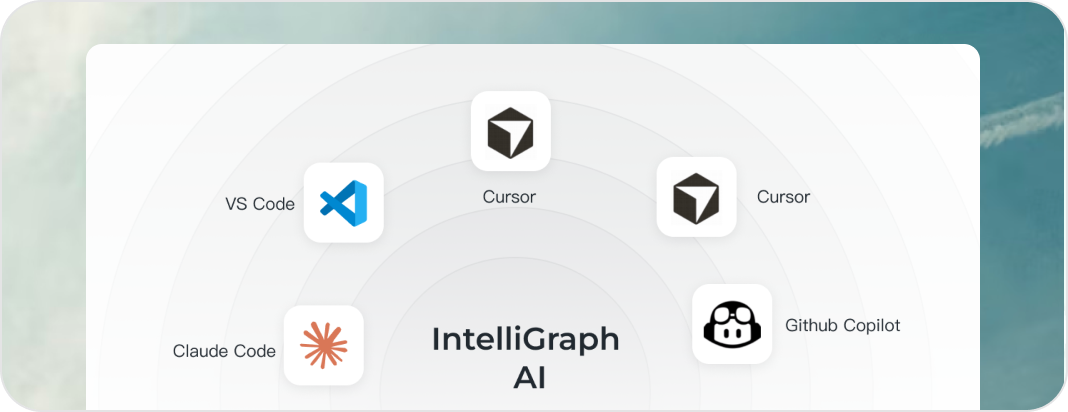 Cursor
VS Code
Cursor
Claude Code
Github Copilot
IntelliGraph
AI